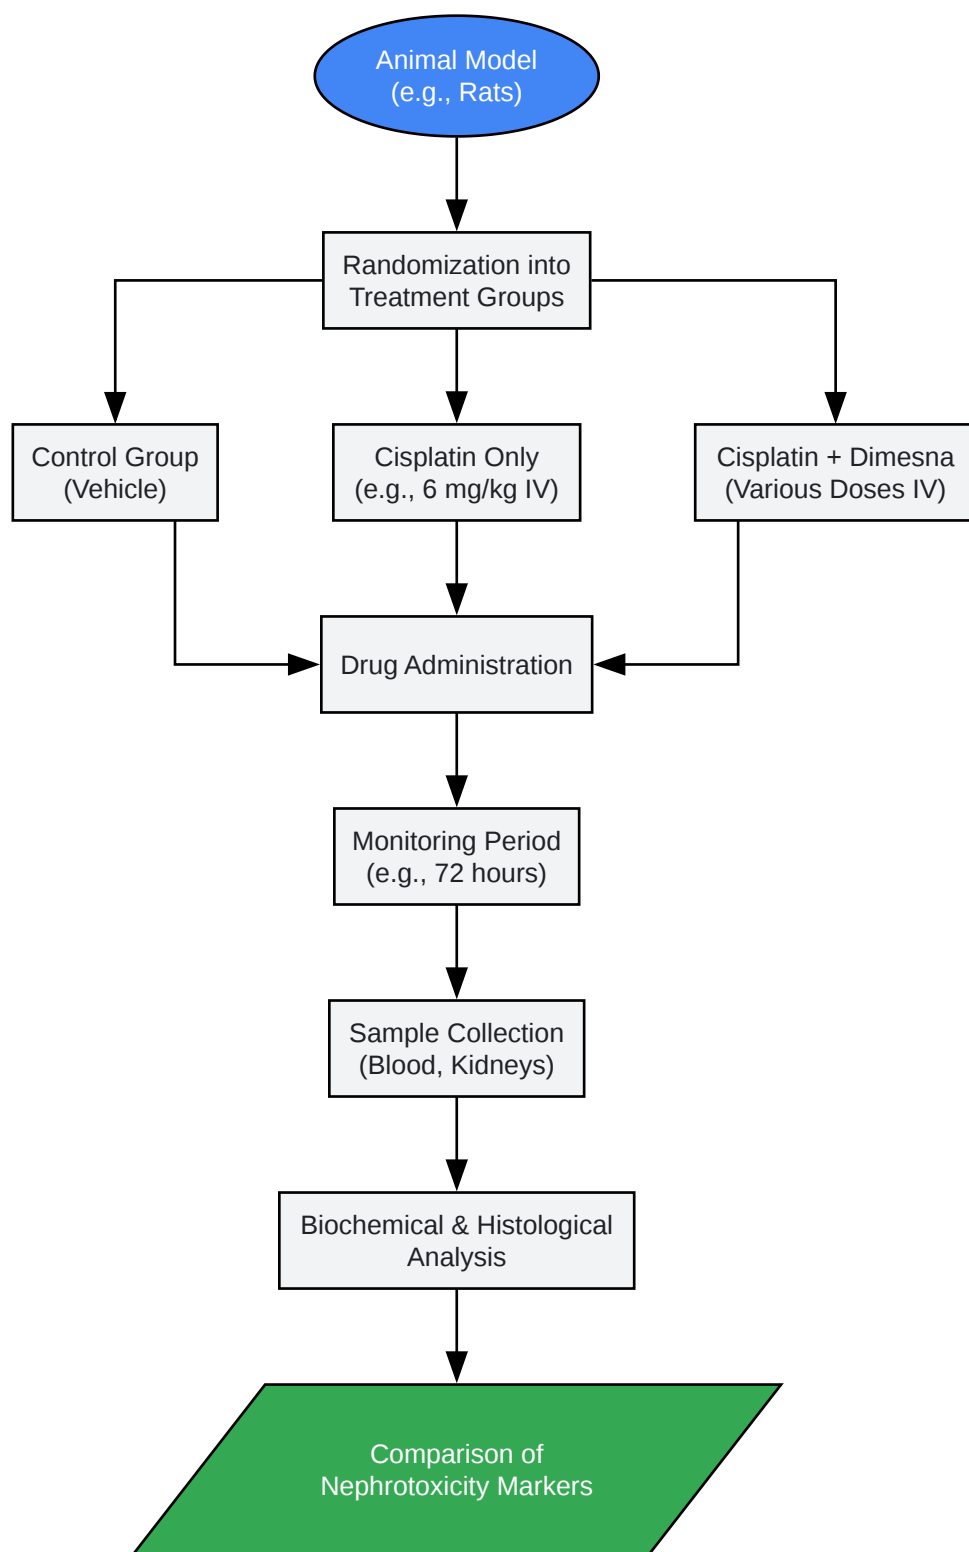 Animal Model
(e.g., Rats)
Randomization into
Treatment Groups
Control Group
(Vehicle)
Cisplatin Only
(e.g., 6 mg/kg IV)
Cisplatin + Dimesna
(Various Doses IV)
Drug Administration
Monitoring Period
(e.g., 72 hours)
Sample Collection
(Blood, Kidneys)
Biochemical & Histological
Analysis
Comparison of
Nephrotoxicity Markers